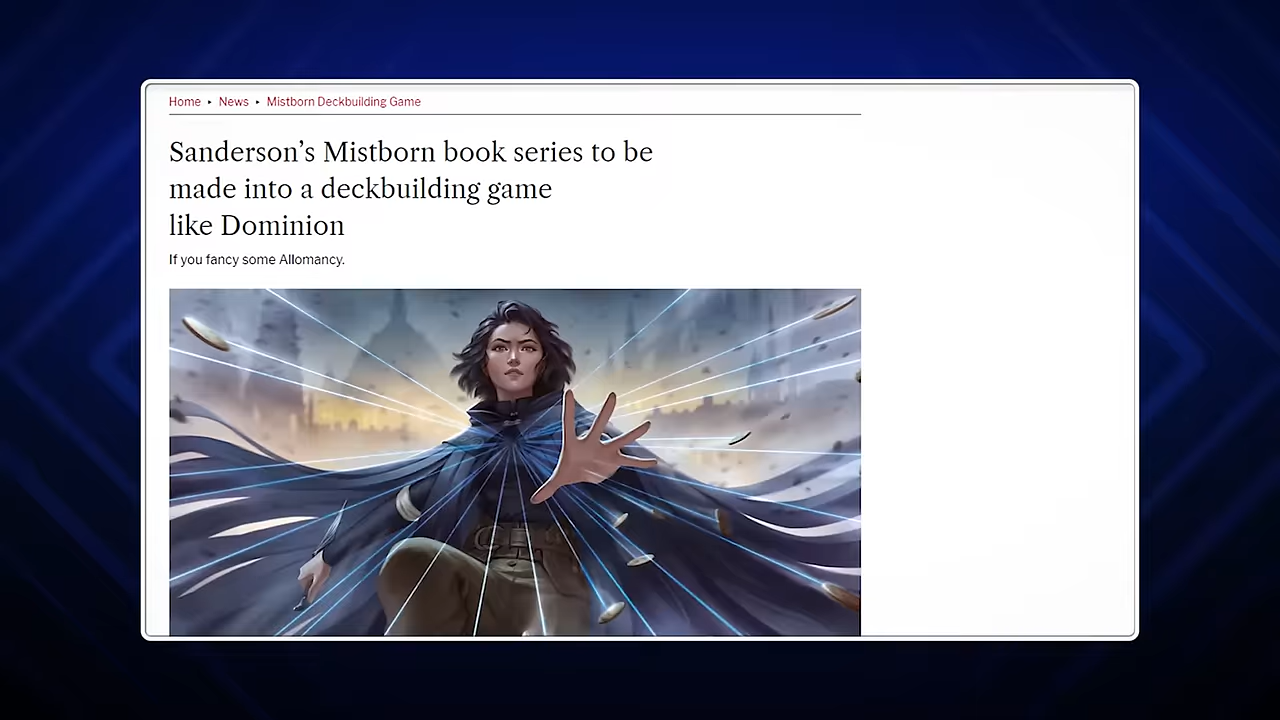 Home ▸ News ▸ Mistborn Deckbuilding Game
Sanderson’s Mistborn book series to be
made into a deckbuilding game
like Dominion
If you fancy some Allomancy.